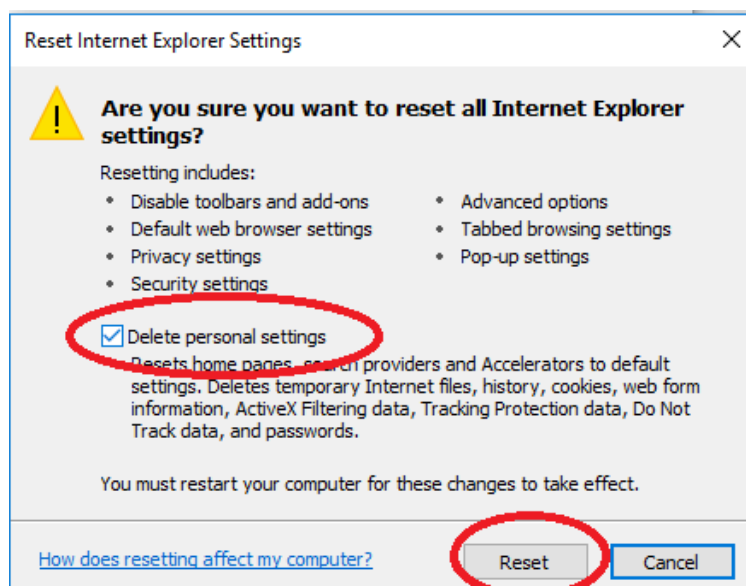 Reset Internet Explorer Settings
Are you sure you want to reset all Internet Explorer
settings?
Resetting includes:
• Disable toolbars and add-ons
• Default web browser settings
• Privacy settings
• Security settings
• Advanced options
• Tabbed browsing settings
• Pop-up settings
Delete personal settings
Resets home pages, search providers and Accelerators to default
settings. Deletes temporary Internet files, history, cookies, web form
information, ActiveX Filtering data, Tracking Protection data, Do Not
Track data, and passwords.
You must restart your computer for these changes to take effect.
How does resetting affect my computer?
Reset
Cancel